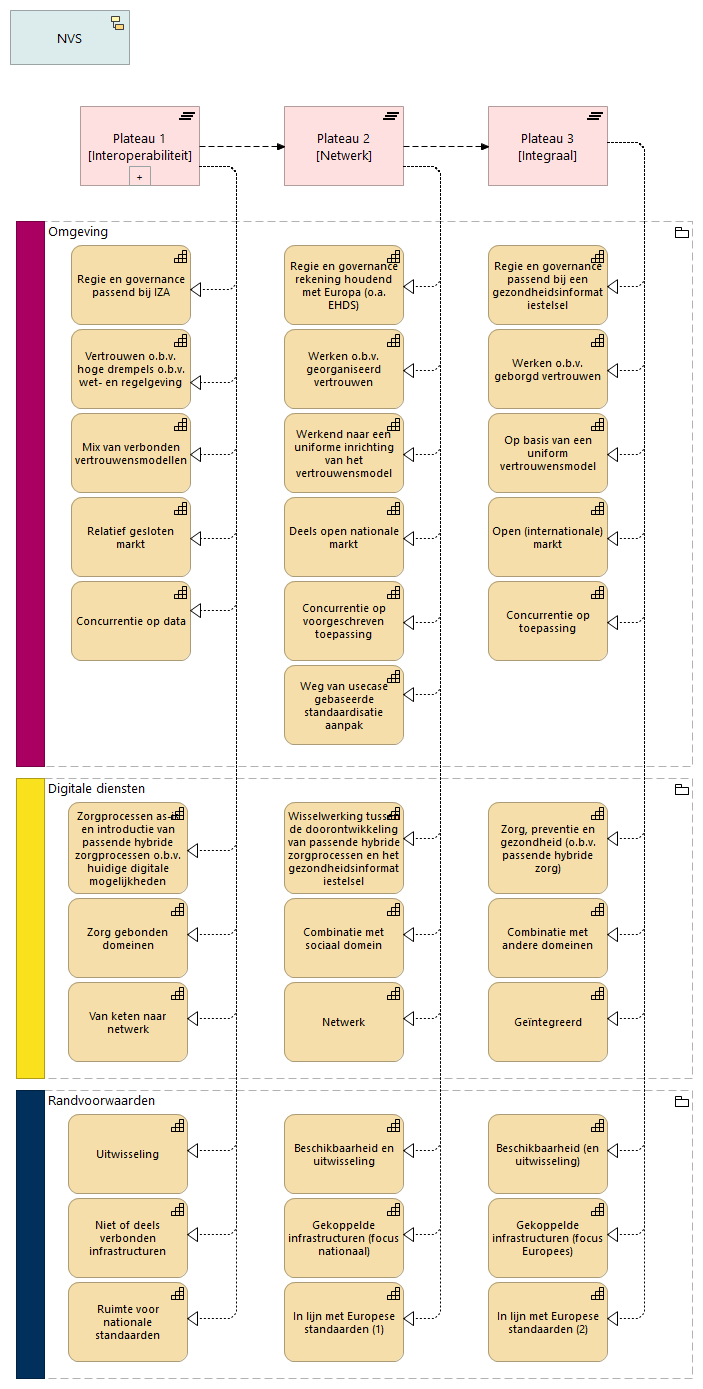 NVS
Plateau 1
[Interoperabiliteit]
+
Plateau 2
[Netwerk]
Plateau 3
[Integraal]
Omgeving
Regie en governance
passend bij IZA
Regie en governance
rekening houdend
met Europa (o.a.
EHDS)
Regie en governance
passend bij een
gezondheidsinformat
iestelsel
Vertrouwen o.b.v.
hoge drempels o.b.v.
wet- en regelgeving
Werken o.b.v.
georganiseerd
vertrouwen
Werken o.b.v.
geborgd vertrouwen
Mix van verbonden
vertrouwensmodellen
Werkend naar een
uniforme inrichting
van het
vertrouwensmodel
Op basis van een
uniform
vertrouwensmodel
Relatief gesloten
markt
Deels open nationale
markt
Open (internationale)
markt
Concurrentie op data
Concurrentie op
voorgeschreven
toepassing
Concurrentie op
toepassing
Weg van usecase
gebaseerde
standaardisatie
aanpak
Digitale diensten
Zorgprocessen as-is
en introductie van
passende hybride
zorgprocessen o.b.v.
huidige digitale
mogelijkheden
Wisselwerking tussen
de doorontwikkeling
van passende hybride
zorgprocessen en het
gezondheidsinformat
iestelsel
Zorg, preventie en
gezondheid (o.b.v.
passende hybride
zorg)
Zorg gebonden
domeinen
Combinatie met
sociaal domein
Combinatie met
andere domeinen
Van keten naar
netwerk
Netwerk
Geïntegreerd
Randvoorwaarden
Uitwisseling
Beschikbaarheid en
uitwisseling
Beschikbaarheid (en
uitwisseling)
Niet of deels
verbonden
infrastructuren
Gekoppelde
infrastructuren (focus
nationaal)
Gekoppelde
infrastructuren (focus
Europees)
Ruimte voor
nationale
standaarden
In lijn met Europese
standaarden (1)
In lijn met Europese
standaarden (2)